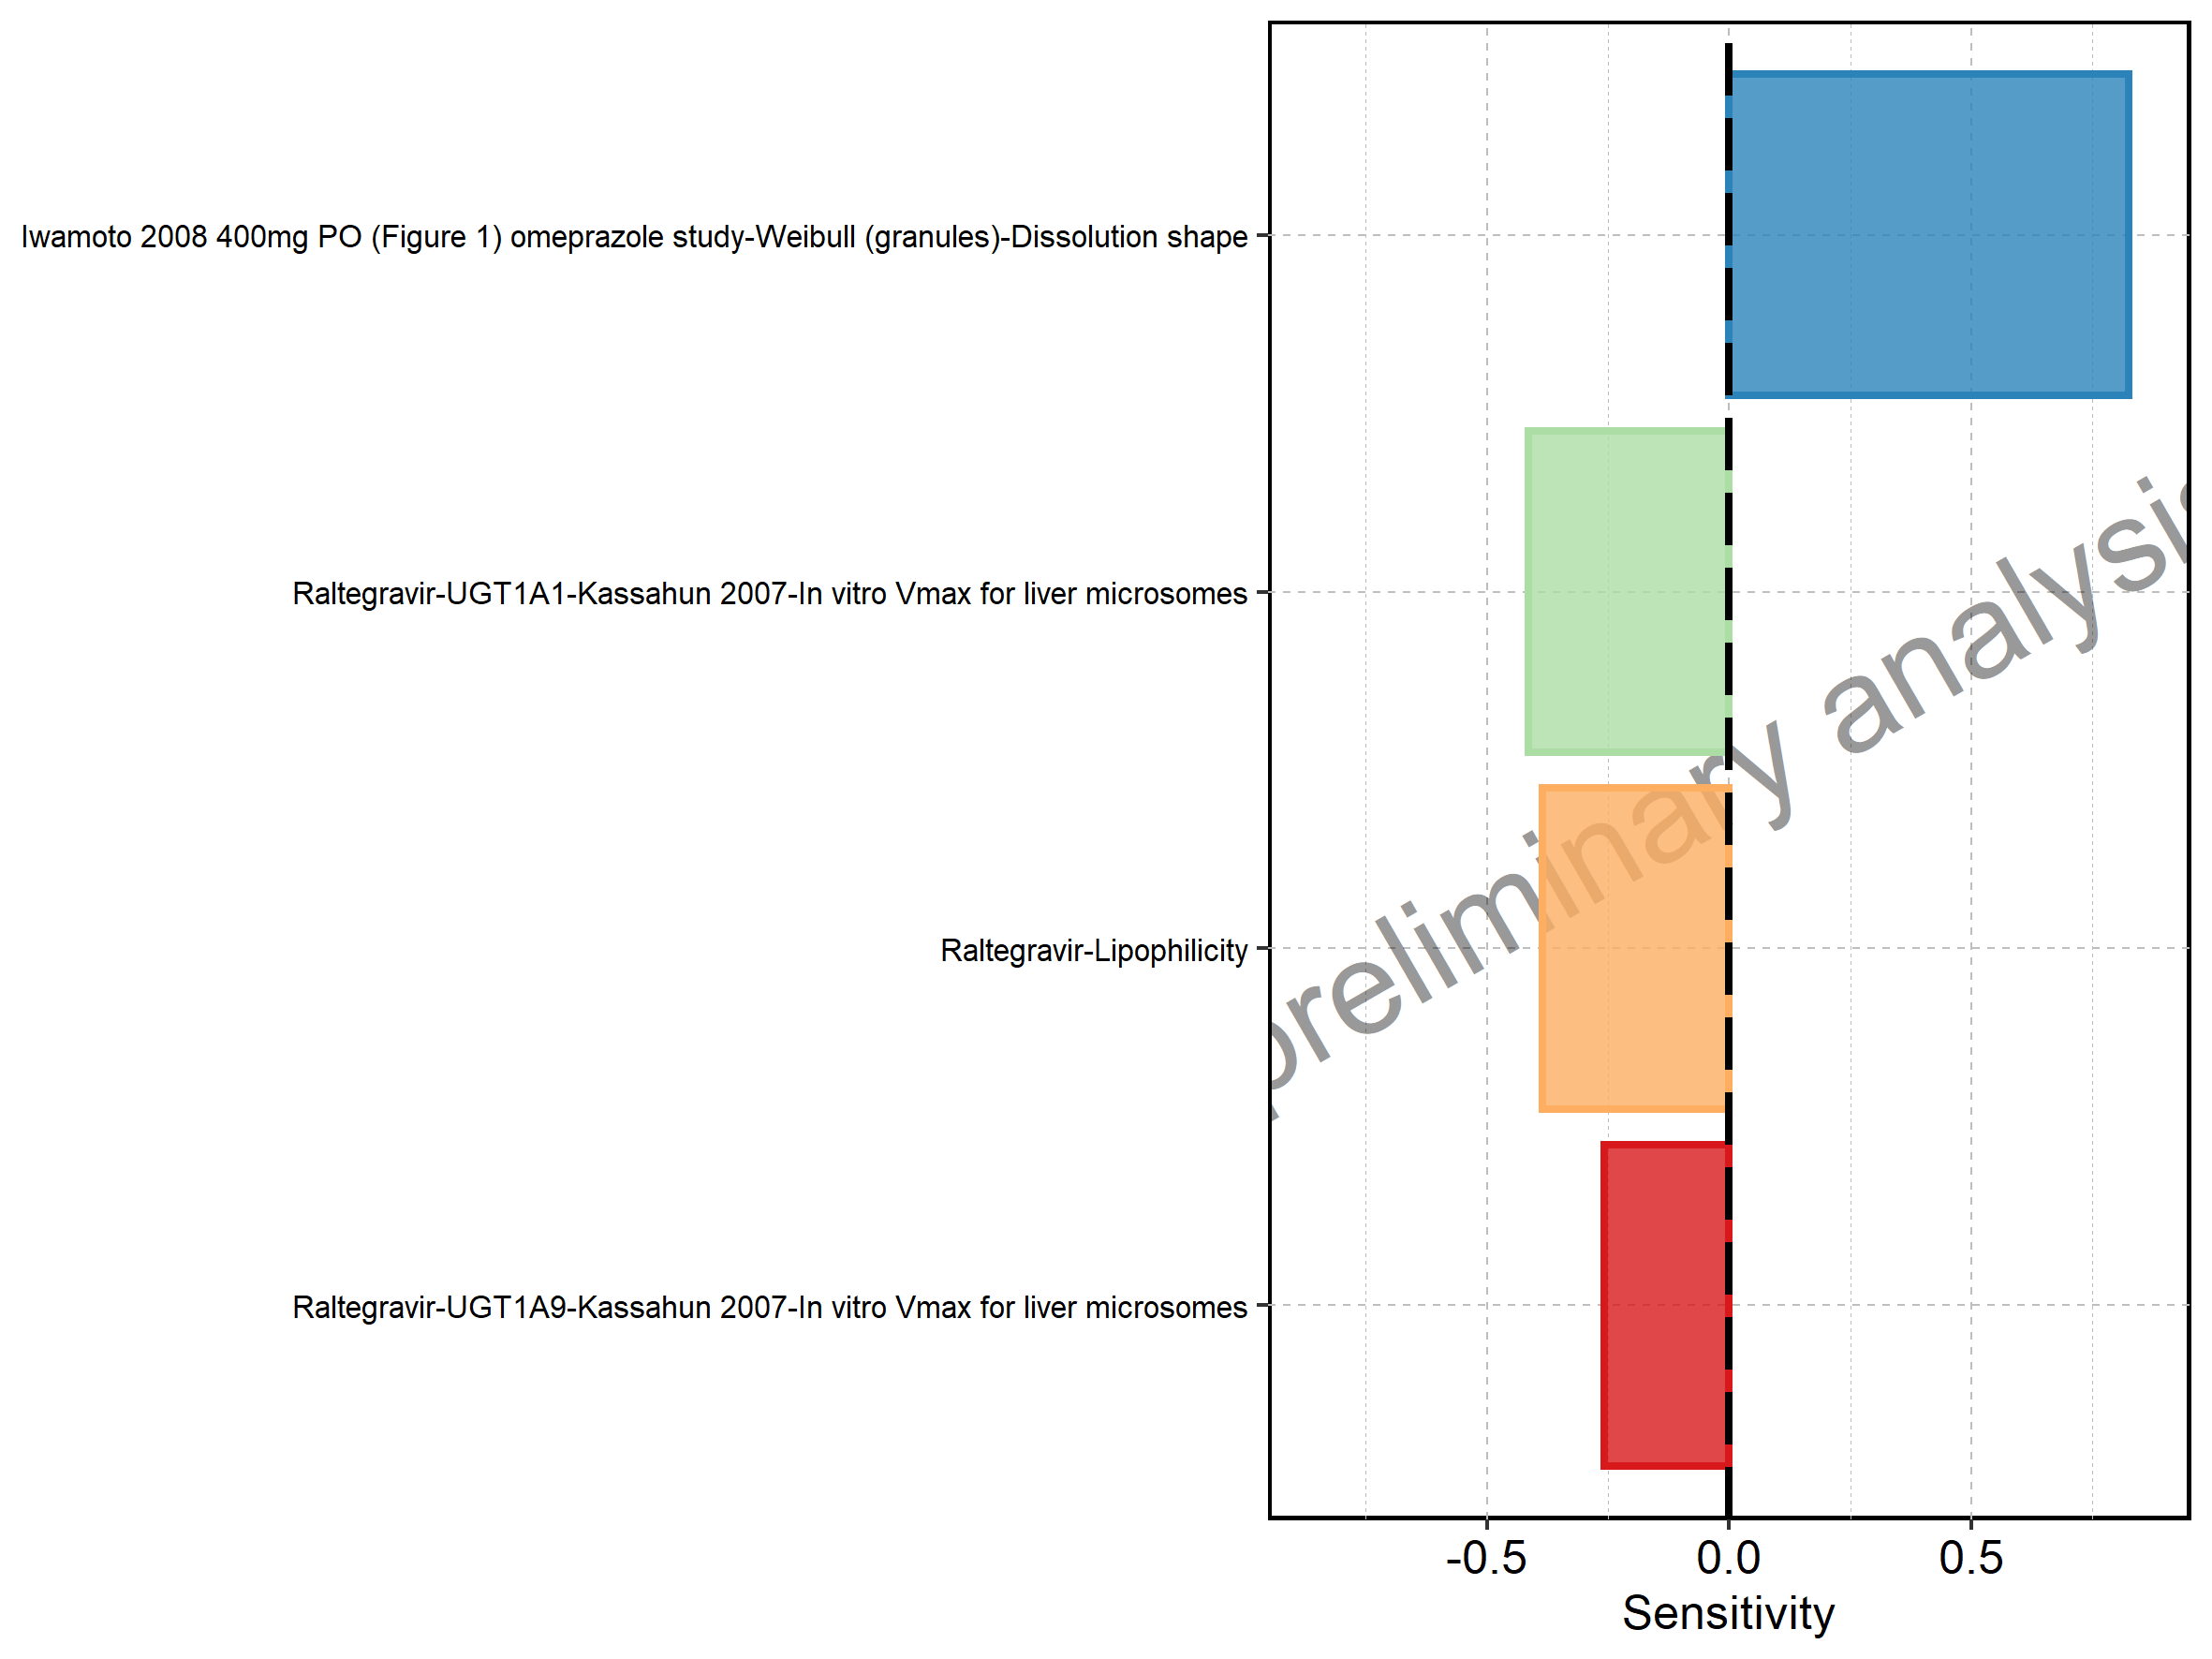 Iwamoto 2008 400mg PO (Figure 1) omeprazole study-Weibull (granules)-Dissolution shape
Raltegravir-UGT1A1-Kassahun 2007-In vitro Vmax for liver microsomes
Raltegravir-Lipophilicity
Raltegravir-UGT1A9-Kassahun 2007-In vitro Vmax for liver microsomes
preliminary analysis
-0.5 0.0 0.5
Sensitivity